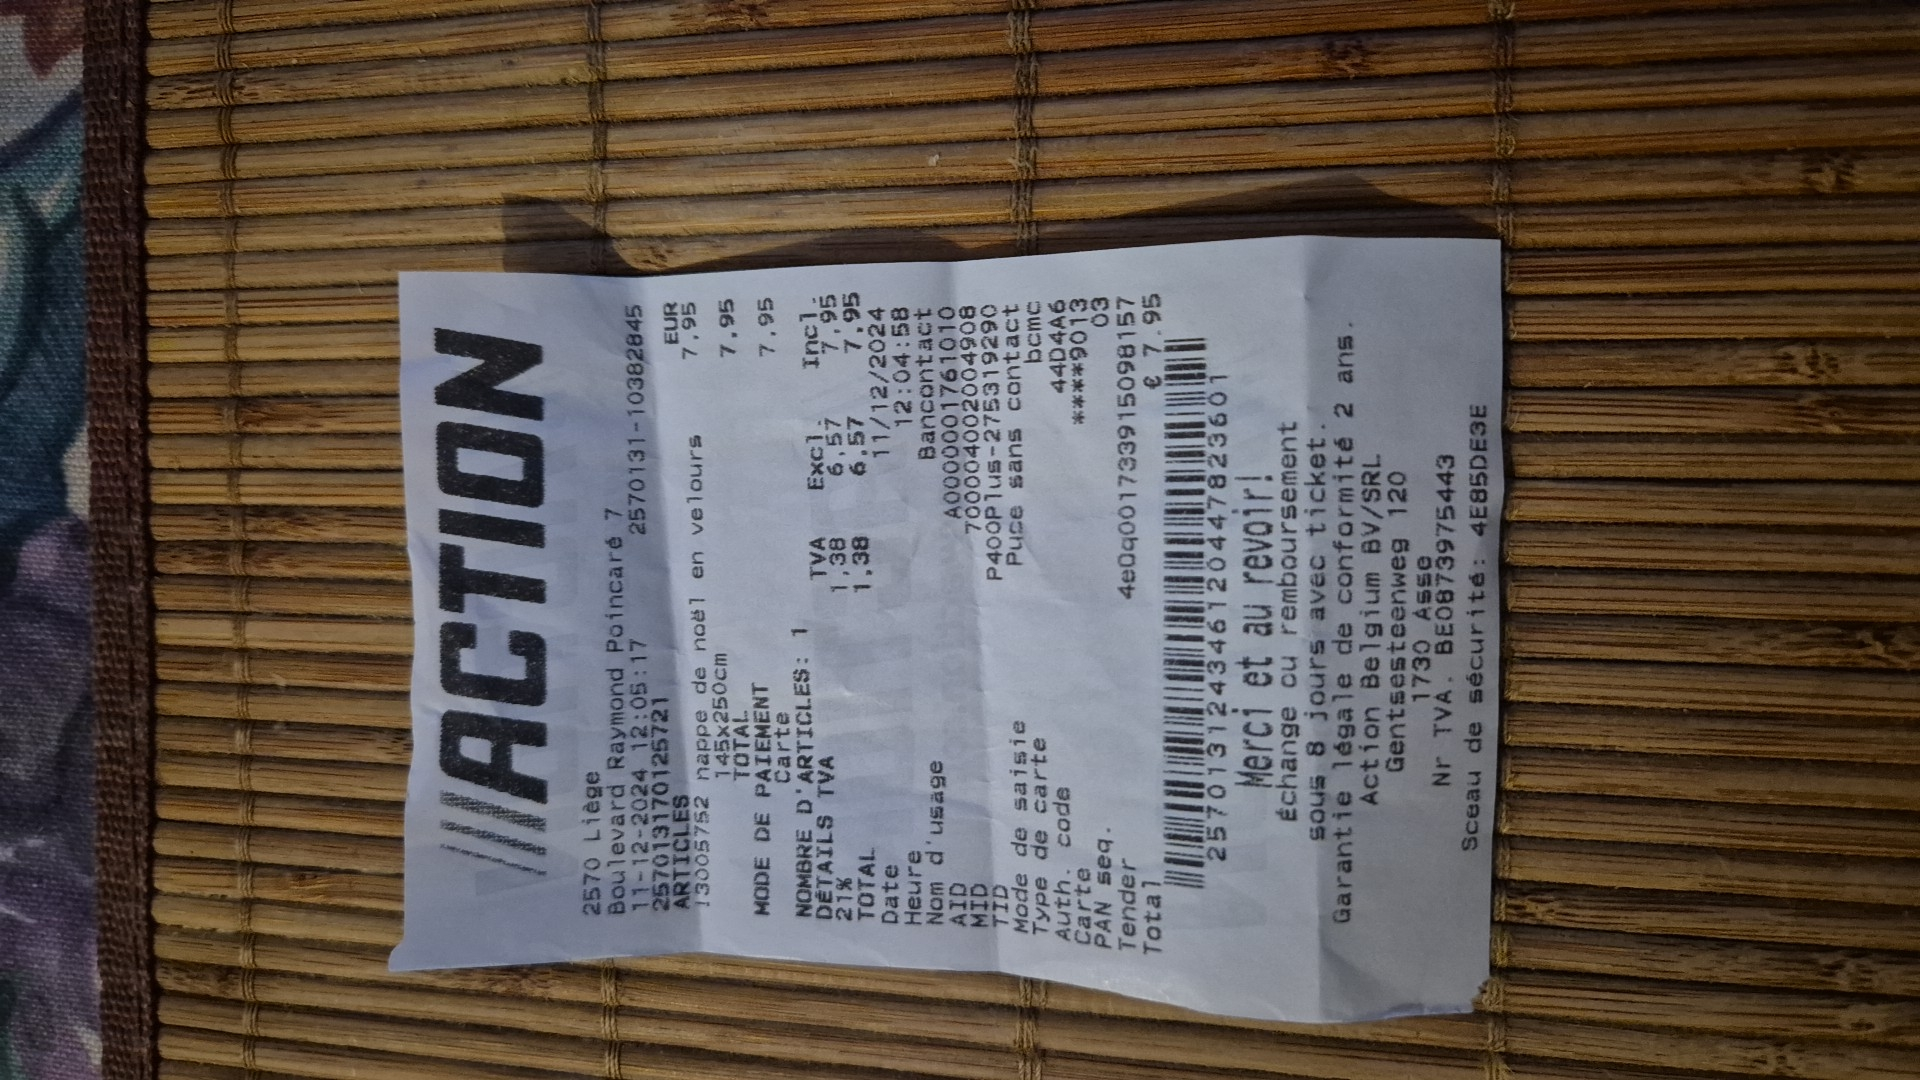 ACTION
2570 Liège
Boulevard Raymond Poincaré 7
11-12-2024 12:05:17 2570131-10382845
257013170125721
ARTICLES EUR
13005752 nappe de noël en velours 7,95
145x250cm
TOTAL 7,95
MODE DE PAIEMENT
Carte 7,95
NOMBRE D'ARTICLES: 1
DÉTAILS TVA TVA Excl. Incl.
21% 1,38 6,57 7,95
TOTAL 1,38 6,57 7,95
Date 11/12/2024
Heure 12:04:58
Nom d'usage Bancontact
AID A0000001761010
MID 700004002004908
TID P400Plus-275319290
Mode de saisie Puce sans contact
Type de carte bcmc
Auth. code 44D4A6
Carte ****9013
PAN seq. 03
Tender 4e0q001733915098157
Total € 7.95
257013124346120447823601
Merci et au revoir!
Échange ou remboursement
sous 8 jours avec ticket.
Garantie légale de conformité 2 ans.
Action Belgium BV/SRL
Gentsesteenweg 120
1730 Asse
Nr TVA. BE0873975443
Sceau de sécurité: 4E85DE3E